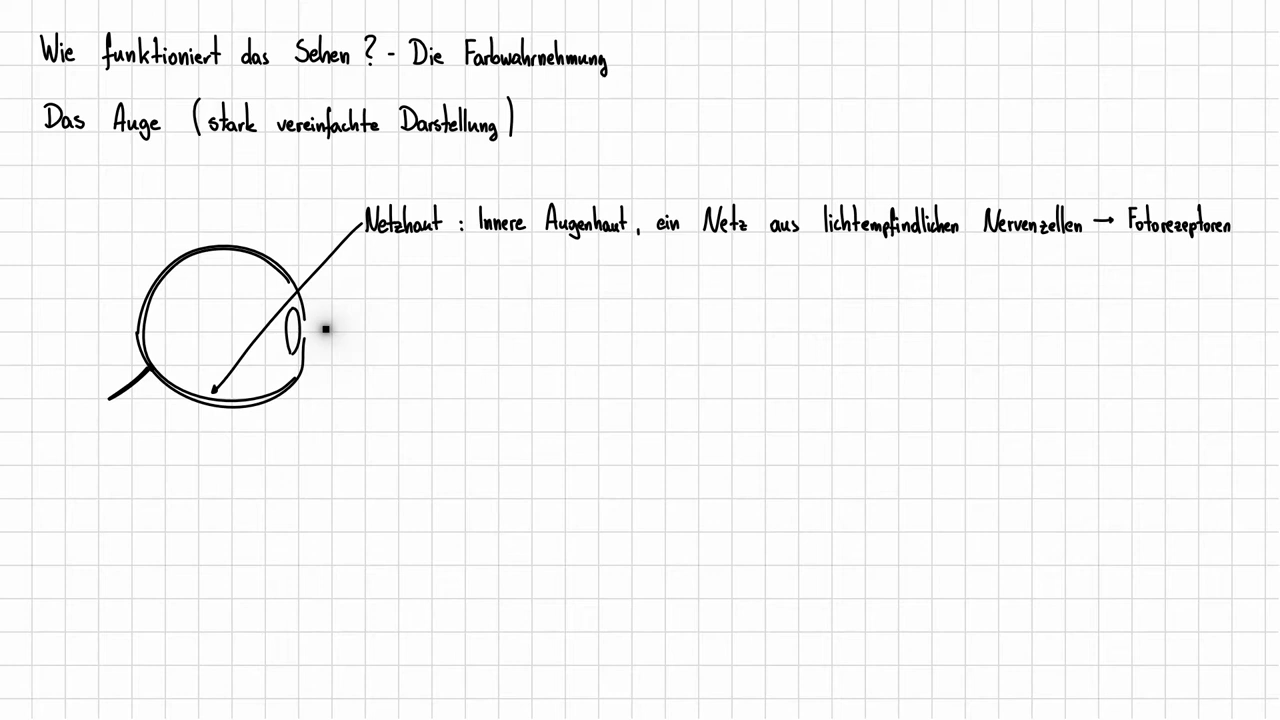 Wie funktioniert das Sehen ? - Die Farbwahrnehmung
Das Auge (stark vereinfachte Darstellung)
Netzhaut : Innere Augenhaut, ein Netz aus lichtempfindlichen Nervenzellen → Fotorezeptoren